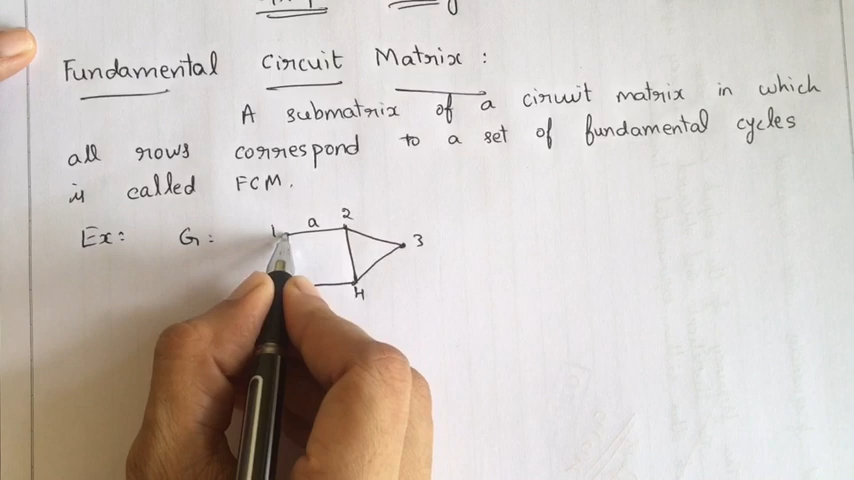 Fundamental Circuit Matrix :
A submatrix of a circuit matrix in which
all rows correspond to a set of fundamental cycles
is called FCM.
Ex: G: 1 a 2
3
4